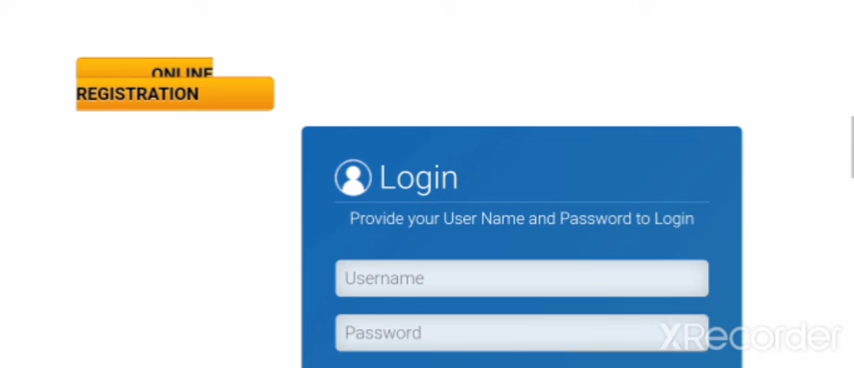 ONLINE
REGISTRATION
Login
Provide your User Name and Password to Login
Username
Password
XRecorder